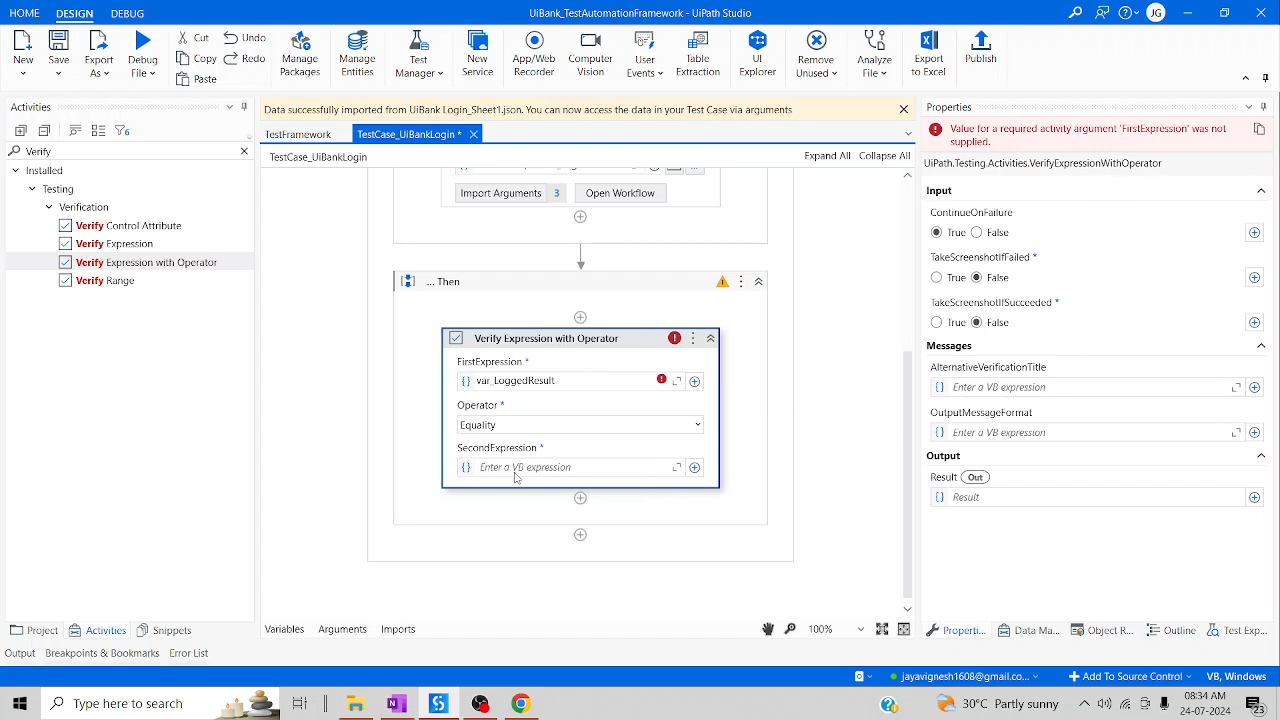 HOME DESIGN DEBUG
UiBank_TestAutomationFramework - UiPath Studio
JG
New
Save
Export As
Debug File
Cut
Copy
Paste
Undo
Redo
Manage Packages
Manage Entities
Test Manager
New Service
App/Web Recorder
Computer Vision
User Events
Table Extraction
UI Explorer
Remove Unused
Analyze File
Export to Excel
Publish
Activities
6
Verify
Installed
Testing
Verification
Verify Control Attribute
Verify Expression
Verify Expression with Operator
Verify Range
Project Activities Snippets
Data successfully imported from UiBank Login_Sheet1.json. You can now access the data in your Test Case via arguments
TestFramework TestCase_UiBankLogin *
TestCase_UiBankLogin Expand All Collapse All
Import Arguments 3 Open Workflow
... Then
Verify Expression with Operator
FirstExpression *
var_LoggedResult
Operator *
Equality
SecondExpression *
Enter a VB expression
Variables Arguments Imports 100%
Properties
Value for a required activity argument 'FirstExpression' was not supplied.
UiPath.Testing.Activities.VerifyExpressionWithOperator
Input
ContinueOnFailure
True False
TakeScreenshotIfFailed *
True False
TakeScreenshotIfSucceeded *
True False
Messages
AlternativeVerificationTitle
Enter a VB expression
OutputMessageFormat
Enter a VB expression
Output
Result Out
Result
Properti... Data Ma... Object R... Outline Test Exp...
Output Breakpoints & Bookmarks Error List
jayavignesh1608@gmail.co... Add To Source Control VB, Windows
Type here to search
30°C Partly sunny
08:34 AM
24-07-2024
23